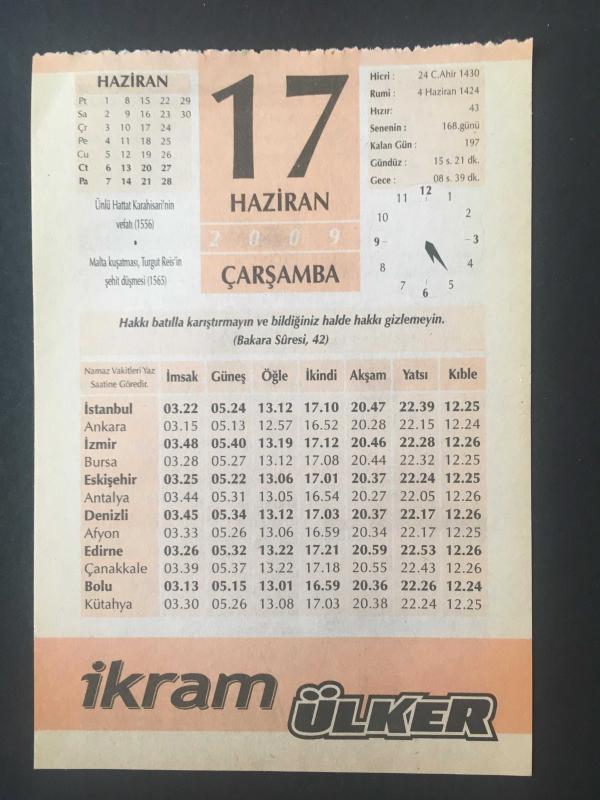 HAZİRAN
Pt 1 8 15 22 29
Sa 2 9 16 23 30
Çr 3 10 17 24
Pe 4 11 18 25
Cu 5 12 19 26
Ct 6 13 20 27
Pa 7 14 21 28
Ünlü Hattat Karahisari'nin
vefatı (1556)
•
Malta kuşatması, Turgut Reis'in
şehit düşmesi (1565)
17
HAZİRAN
2009
ÇARŞAMBA
Hicri : 24 C.Ahir 1430
Rumi : 4 Haziran 1424
Hızır: 43
Senenin : 168.günü
Kalan Gün : 197
Gündüz : 15 s. 21 dk.
Gece : 08 s. 39 dk.
12
11 1
10 2
9 3
8 4
7 5
6
Hakkı batılla karıştırmayın ve bildiğiniz halde hakkı gizlemeyin.
(Bakara Sûresi, 42)
Namaz Vakitleri Yaz
Saatine Göredir.
İmsak Güneş Öğle İkindi Akşam Yatsı Kıble
İstanbul 03.22 05.24 13.12 17.10 20.47 22.39 12.25
Ankara 03.15 05.13 12.57 16.52 20.28 22.15 12.24
İzmir 03.48 05.40 13.19 17.12 20.46 22.28 12.26
Bursa 03.28 05.27 13.12 17.08 20.44 22.32 12.25
Eskişehir 03.25 05.22 13.06 17.01 20.37 22.24 12.25
Antalya 03.44 05.31 13.05 16.54 20.27 22.05 12.26
Denizli 03.45 05.34 13.12 17.03 20.37 22.17 12.26
Afyon 03.33 05.26 13.06 16.59 20.34 22.17 12.25
Edirne 03.26 05.32 13.22 17.21 20.59 22.53 12.26
Çanakkale 03.39 05.37 13.22 17.18 20.55 22.43 12.26
Bolu 03.13 05.15 13.01 16.59 20.36 22.26 12.24
Kütahya 03.30 05.26 13.08 17.03 20.38 22.24 12.25
ikram
ÜLKER